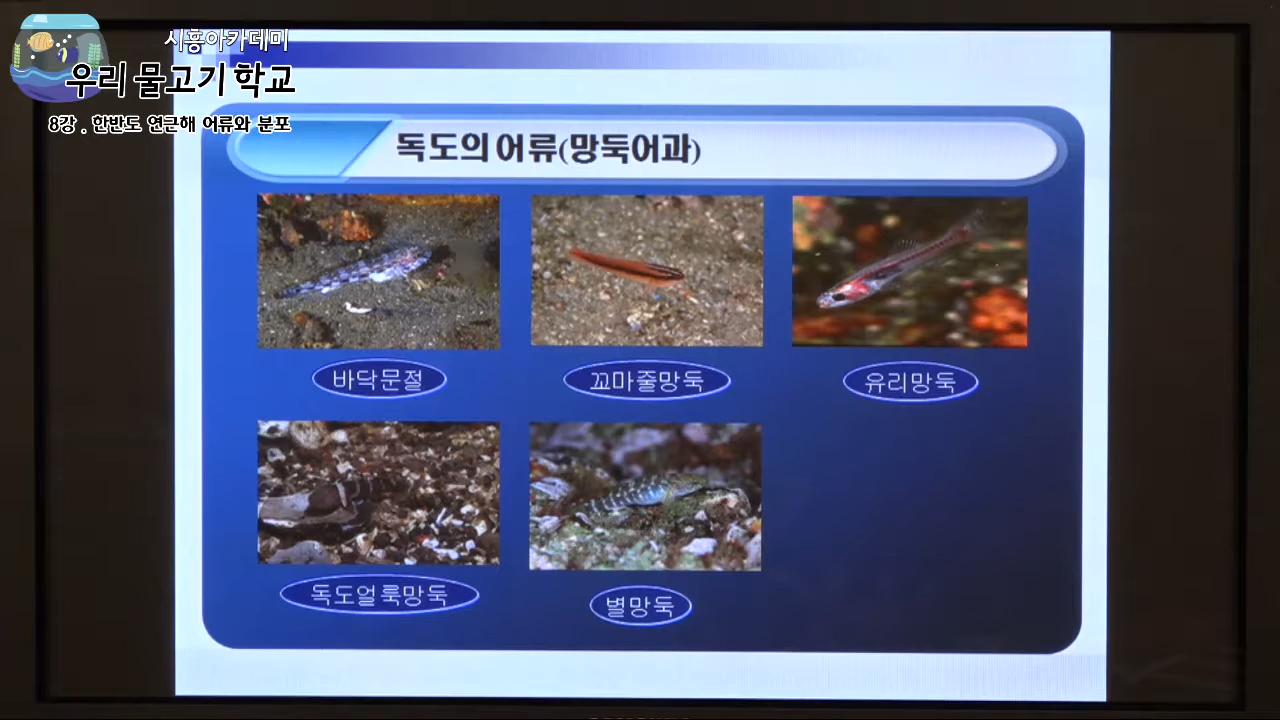 시흥아카데미
우리 물고기 학교
8강 . 한반도 연근해 어류와 분포
독도의 어류(망둑어과)
바닥문절
꼬마줄망둑
유리망둑
독도얼룩망둑
별망둑